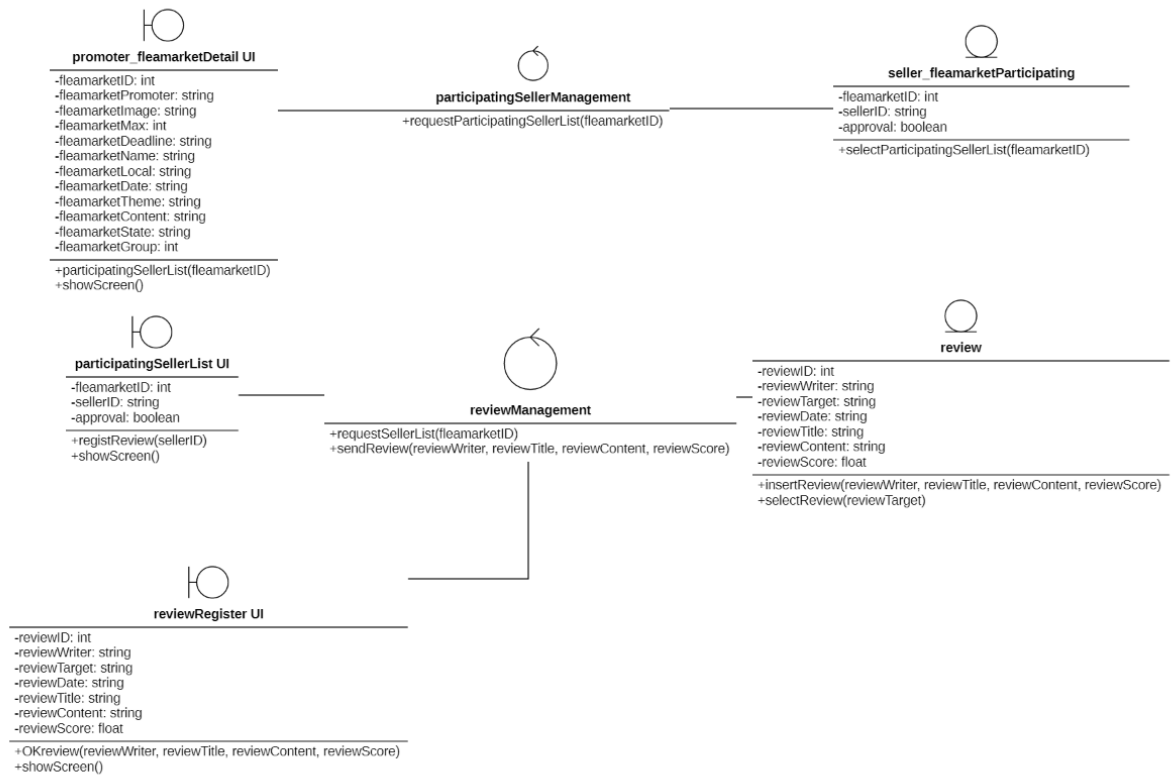 promoter_fleamarketDetail UI
-fleamarketID: int
-fleamarketPromoter: string
-fleamarketImage: string
-fleamarketMax: int
-fleamarketDeadline: string
-fleamarketName: string
-fleamarketLocal: string
-fleamarketDate: string
-fleamarketTheme: string
-fleamarketContent: string
-fleamarketState: string
-fleamarketGroup: int
+participatingSellerList(fleamarketID)
+showScreen()
participatingSellerManagement
+requestParticipatingSellerList(fleamarketID)
seller_fleamarketParticipating
-fleamarketID: int
-sellerID: string
-approval: boolean
+selectParticipatingSellerList(fleamarketID)
participatingSellerList UI
-fleamarketID: int
-sellerID: string
-approval: boolean
+registReview(sellerID)
+showScreen()
reviewManagement
+requestSellerList(fleamarketID)
+sendReview(reviewWriter, reviewTitle, reviewContent, reviewScore)
review
-reviewID: int
-reviewWriter: string
-reviewTarget: string
-reviewDate: string
-reviewTitle: string
-reviewContent: string
-reviewScore: float
+insertReview(reviewWriter, reviewTitle, reviewContent, reviewScore)
+selectReview(reviewTarget)
reviewRegister UI
-reviewID: int
-reviewWriter: string
-reviewTarget: string
-reviewDate: string
-reviewTitle: string
-reviewContent: string
-reviewScore: float
+OKreview(reviewWriter, reviewTitle, reviewContent, reviewScore)
+showScreen()